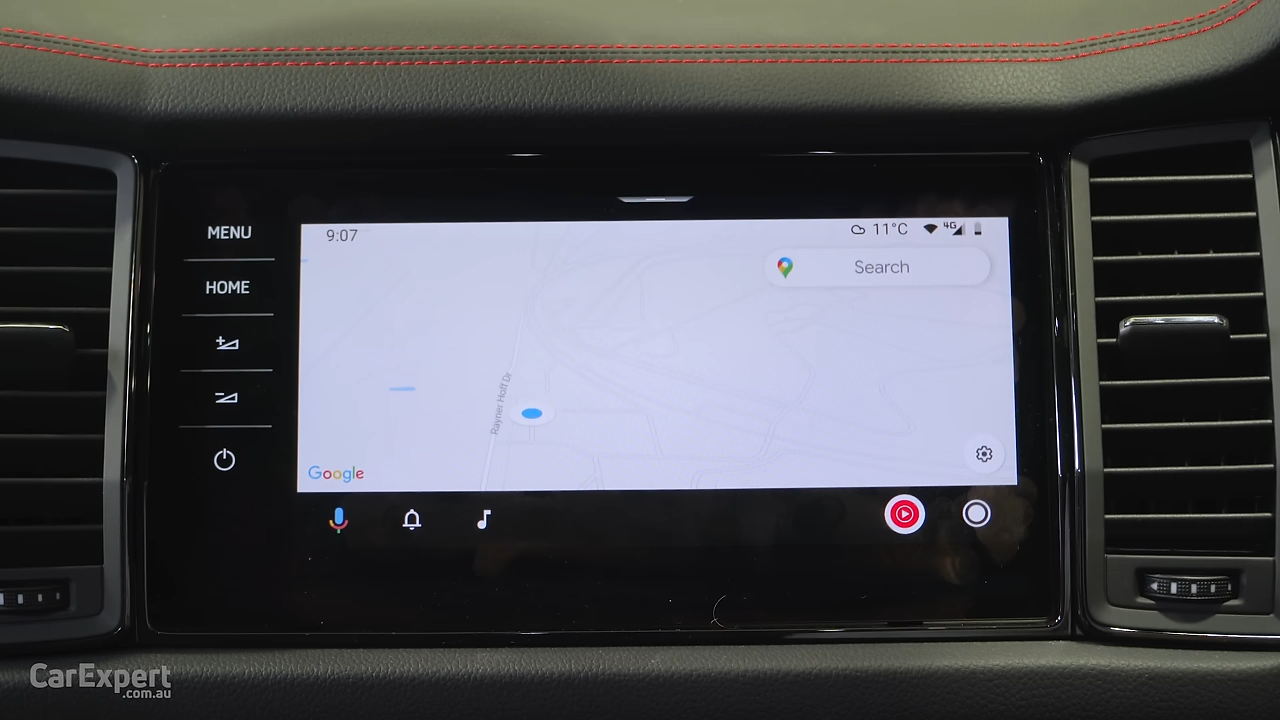 MENU
HOME
9:07
11°C
4G
Search
Rayner Hoff Dr
Google
CarExpert
.com.au